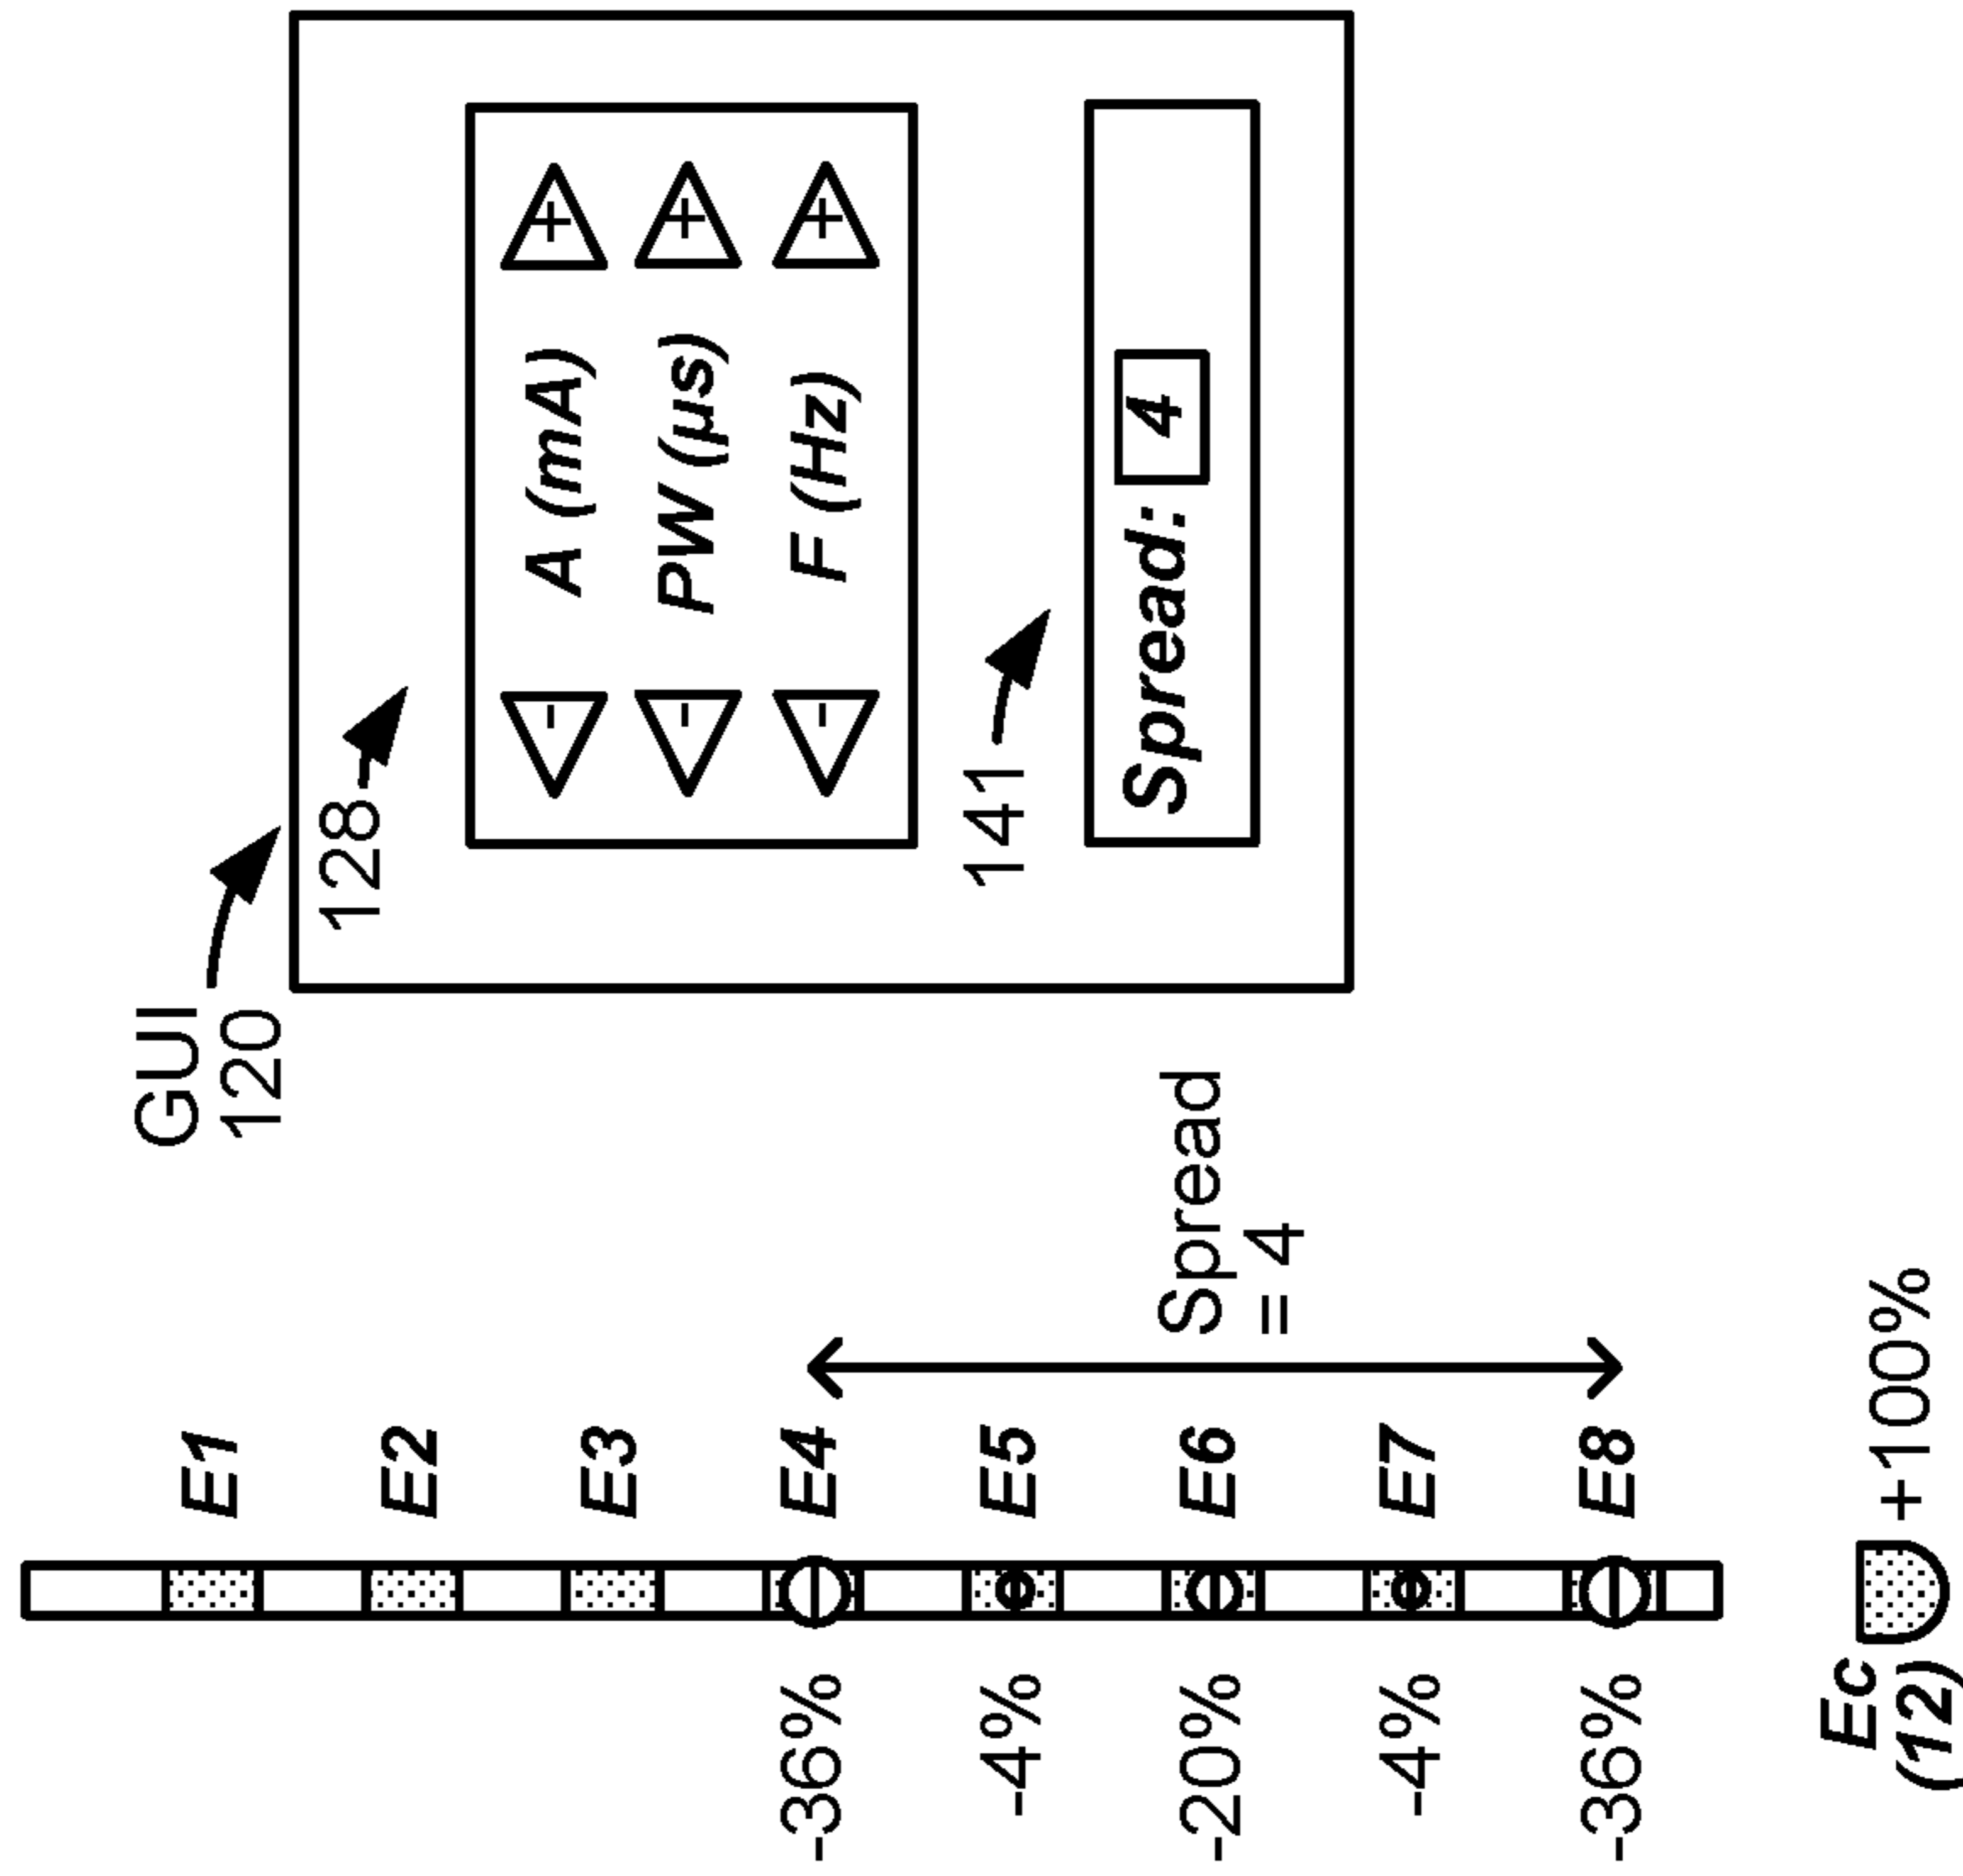 E1
E2
E3
-36% E4
-4% E5
-20% E6
-4% E7
-36% E8
Spread
= 4
Ec
(12)
+100%
GUI
120
128
- A (mA) +
- PW (µs) +
- F (Hz) +
141
Spread: 4